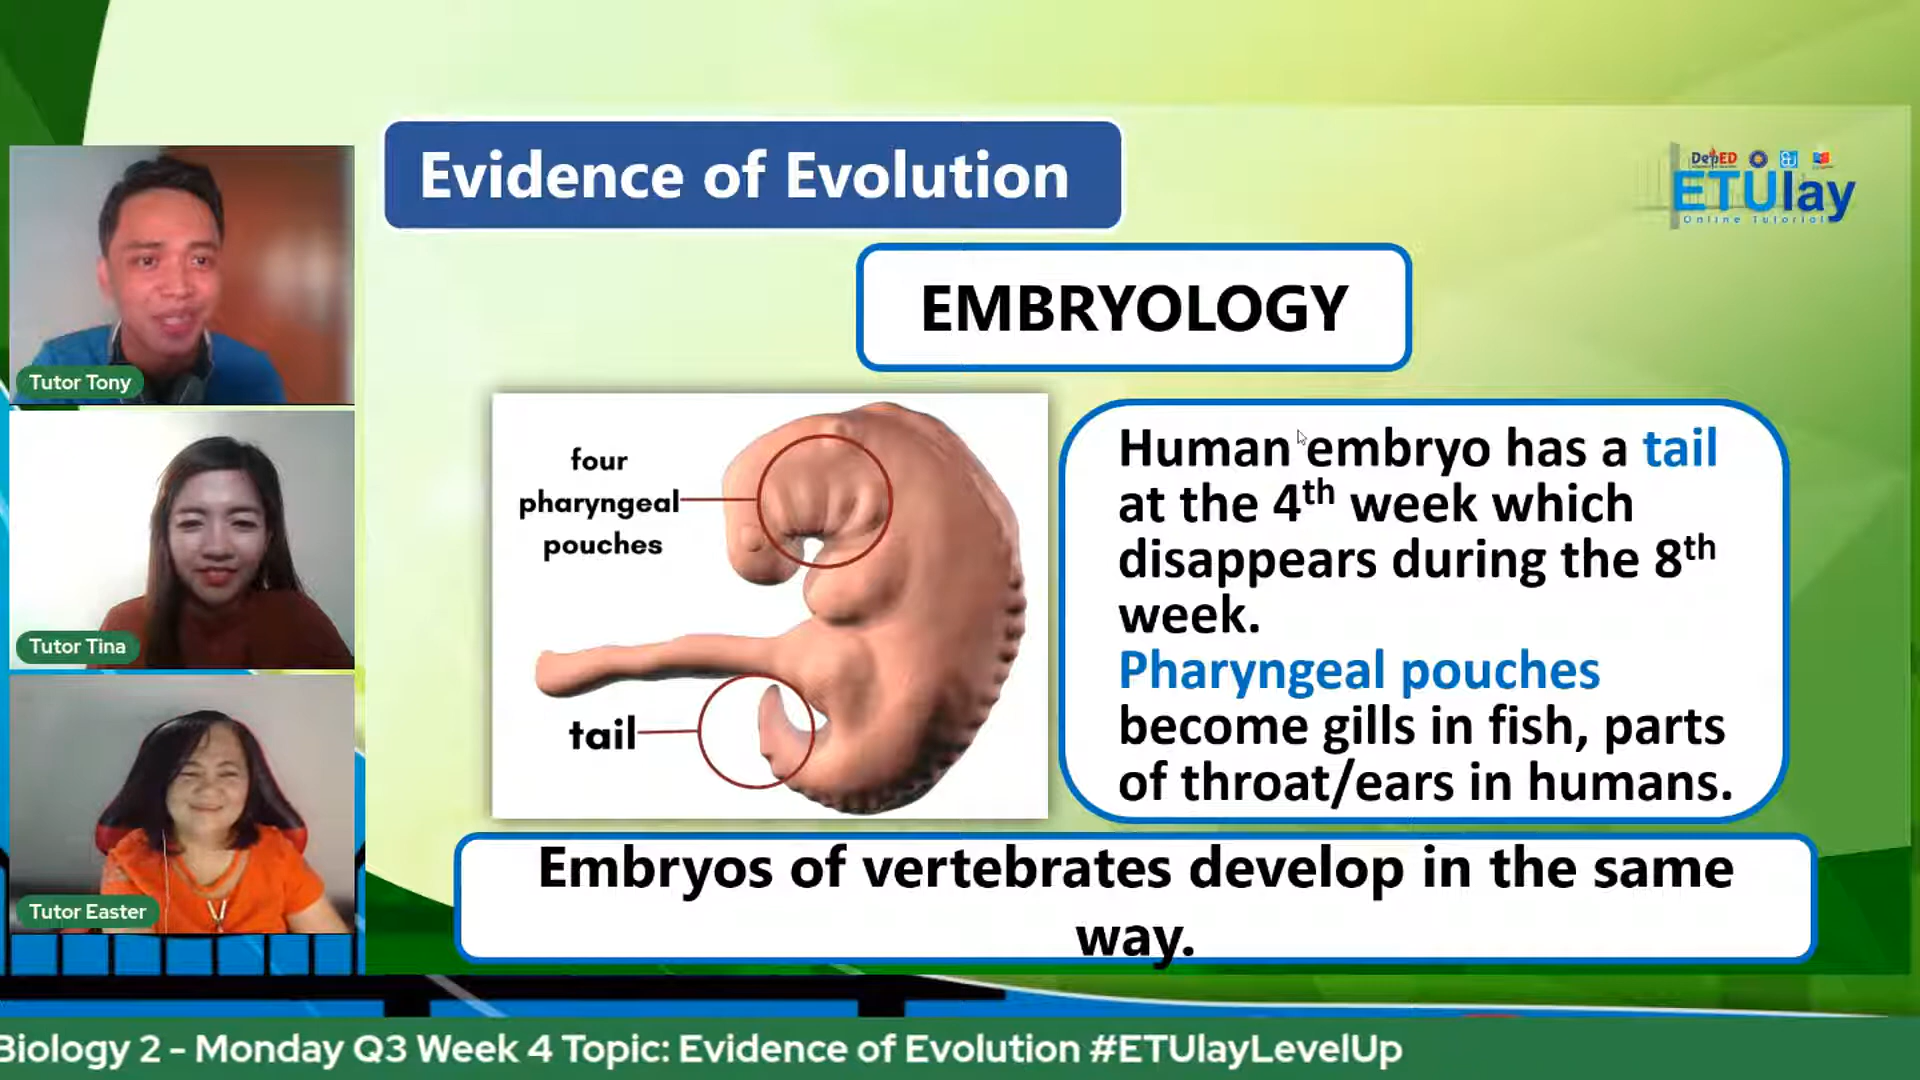 Evidence of Evolution
DepED
ETUlay
Online Tutorial
EMBRYOLOGY
four
pharyngeal
pouches
tail
Human embryo has a tail
at the 4th week which
disappears during the 8th
week.
Pharyngeal pouches
become gills in fish, parts
of throat/ears in humans.
Embryos of vertebrates develop in the same
way.
Tutor Tony
Tutor Tina
Tutor Easter
Biology 2 - Monday Q3 Week 4 Topic: Evidence of Evolution #ETUlayLevelUp